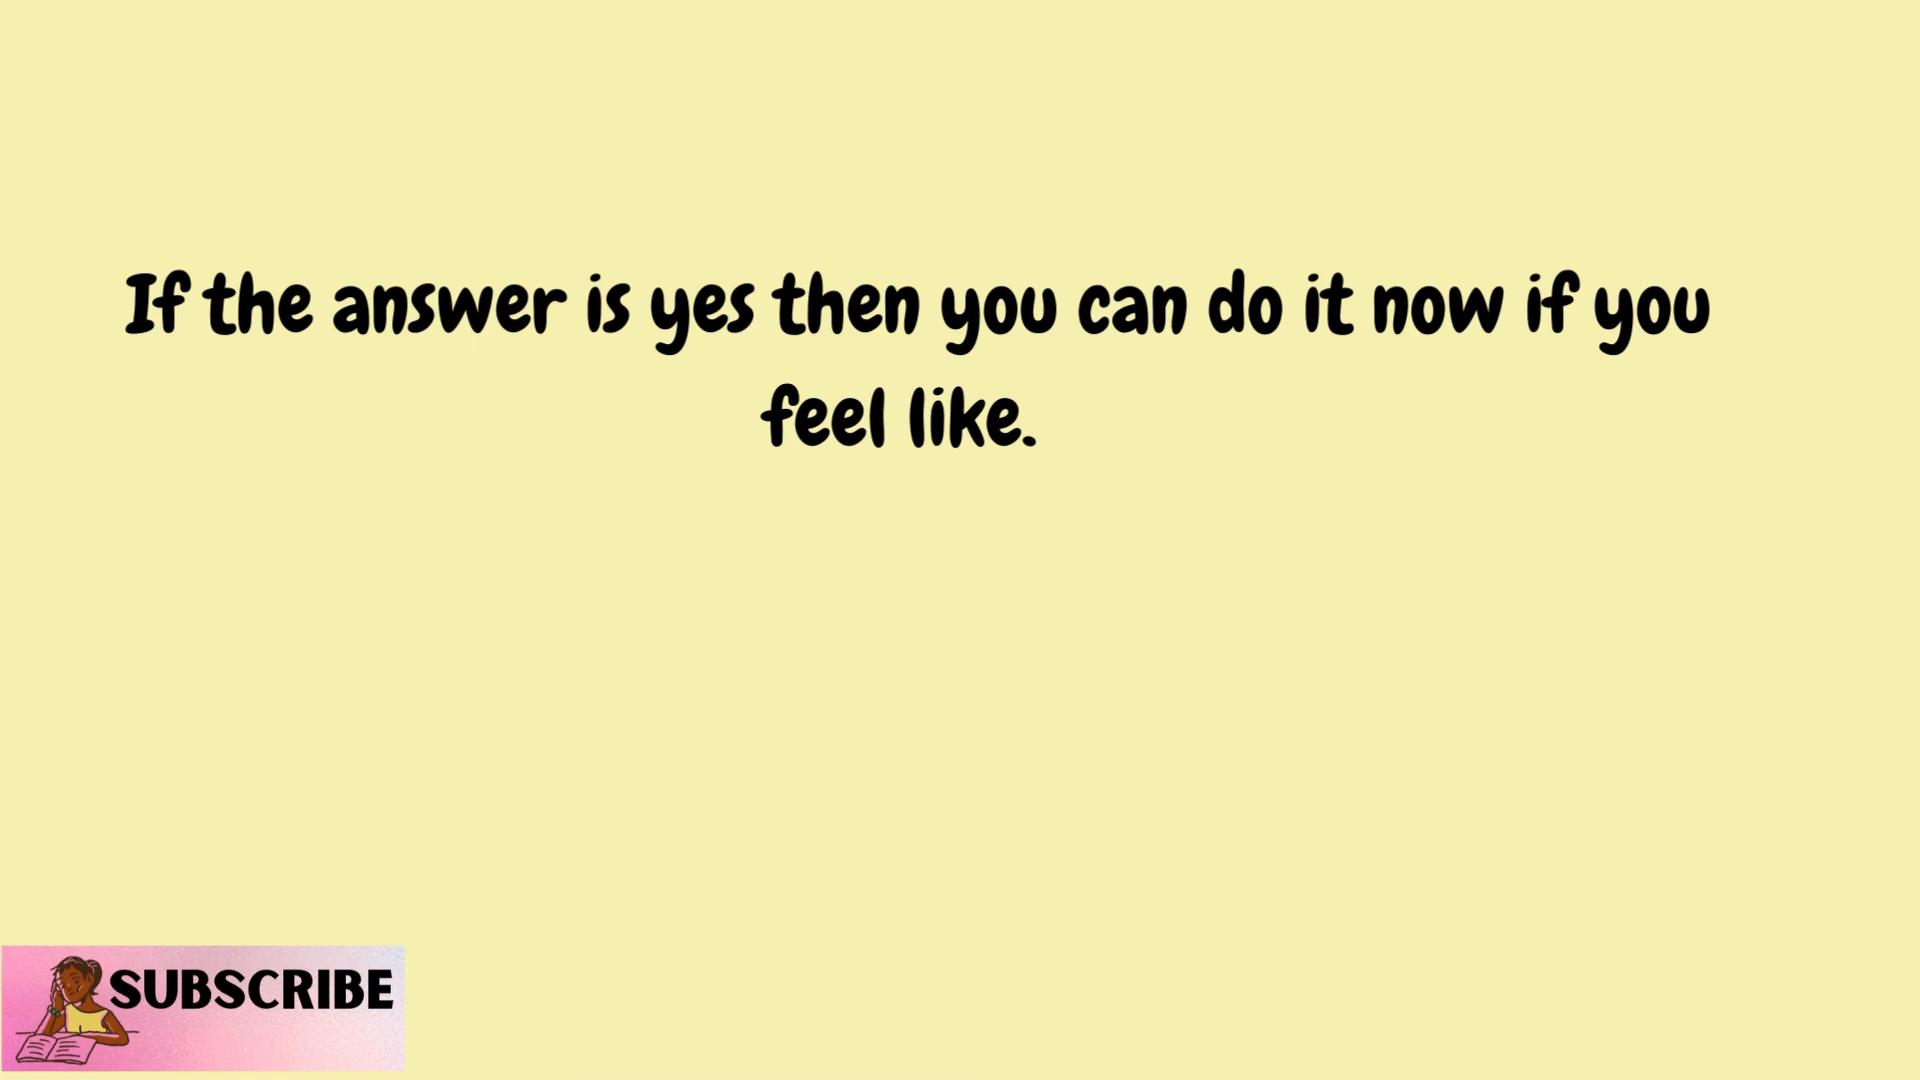 If the answer is yes then you can do it now if you
feel like.
SUBSCRIBE